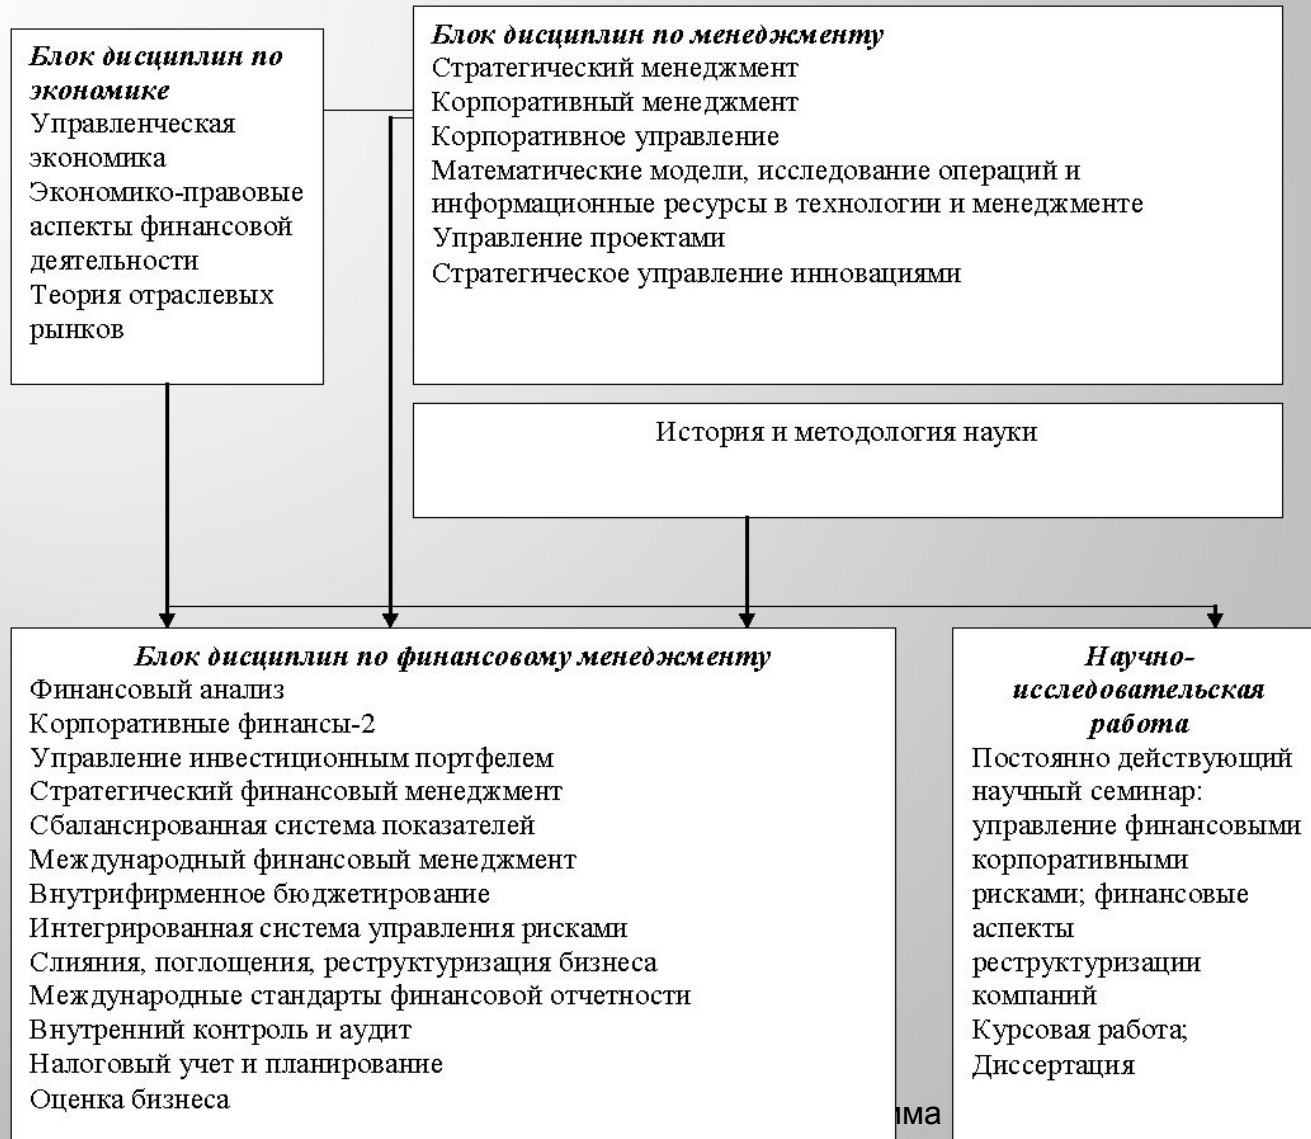 Блок дисциплин по
экономике
Управленческая
экономика
Экономико-правовые
аспекты финансовой
деятельности
Теория отраслевых
рынков
Блок дисциплин по менеджменту
Стратегический менеджмент
Корпоративный менеджмент
Корпоративное управление
Математические модели, исследование операций и
информационные ресурсы в технологии и менеджменте
Управление проектами
Стратегическое управление инновациями
История и методология науки
Блок дисциплин по финансовому менеджменту
Финансовый анализ
Корпоративные финансы-2
Управление инвестиционным портфелем
Стратегический финансовый менеджмент
Сбалансированная система показателей
Международный финансовый менеджмент
Внутрифирменное бюджетирование
Интегрированная система управления рисками
Слияния, поглощения, реструктуризация бизнеса
Международные стандарты финансовой отчетности
Внутренний контроль и аудит
Налоговый учет и планирование
Оценка бизнеса
Научно-
исследовательская
работа
Постоянно действующий
научный семинар:
управление финансовыми
корпоративными
рисками; финансовые
аспекты
реструктуризации
компаний
Курсовая работа;
Диссертация